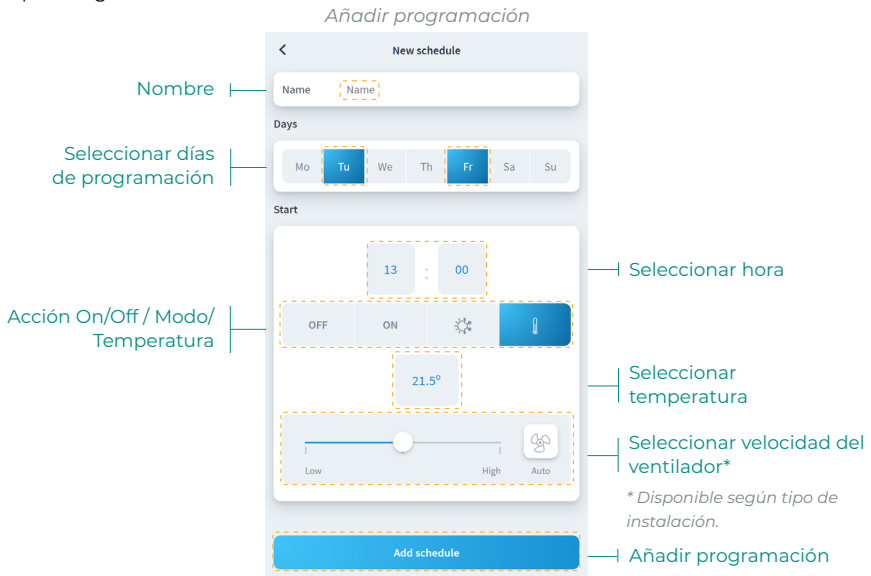 Añadir programación
New schedule
Nombre
Name Name
Days
Seleccionar días
de programación
Mo Tu We Th Fr Sa Su
Start
13 : 00
Seleccionar hora
Acción On/Off / Modo/
Temperatura
OFF ON
21.5º
Seleccionar
temperatura
Low High Auto
Seleccionar velocidad del
ventilador*
* Disponible según tipo de
instalación.
Add schedule
Añadir programación